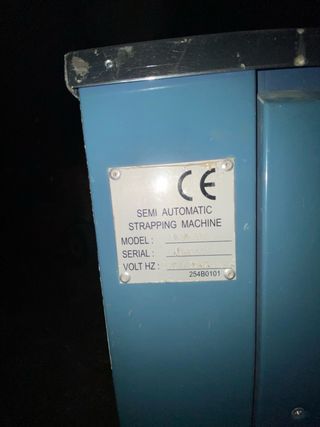 CE
SEMI AUTOMATIC
STRAPPING MACHINE
MODEL :
SERIAL :
VOLT HZ :
254B0101